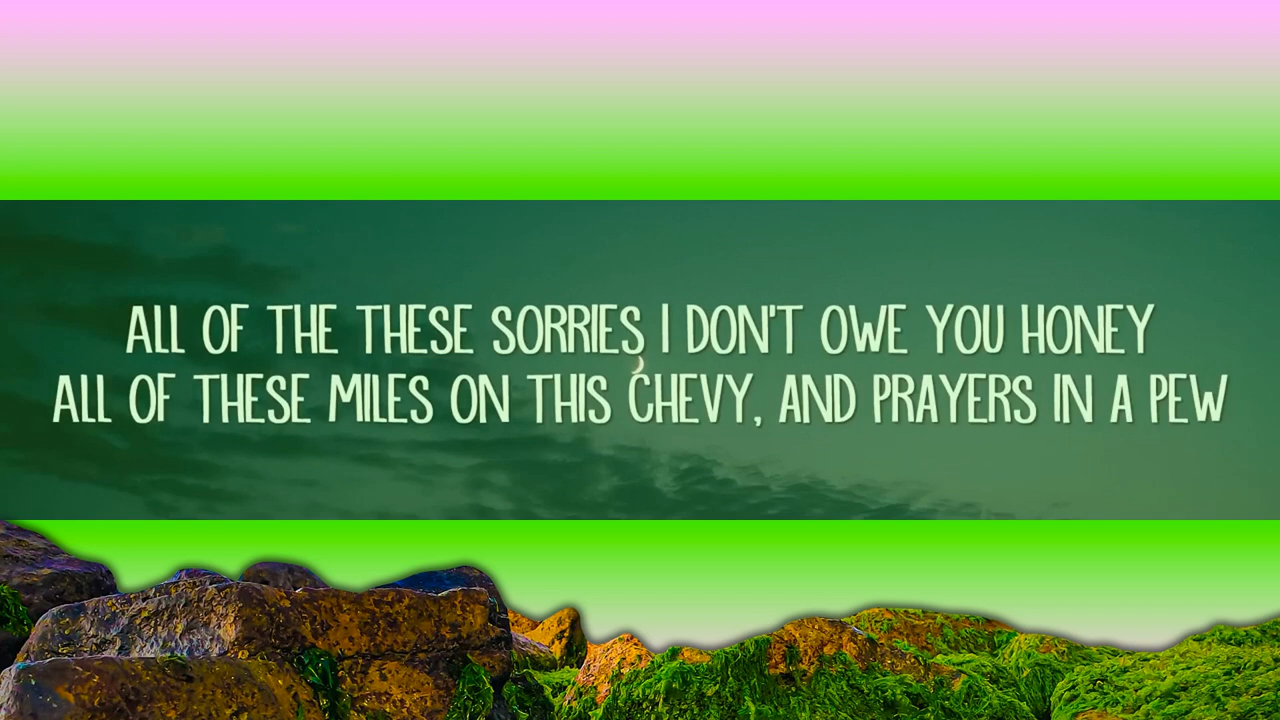 ALL OF THE THESE SORRIES I DON'T OWE YOU HONEY
ALL OF THESE MILES ON THIS CHEVY, AND PRAYERS IN A PEW